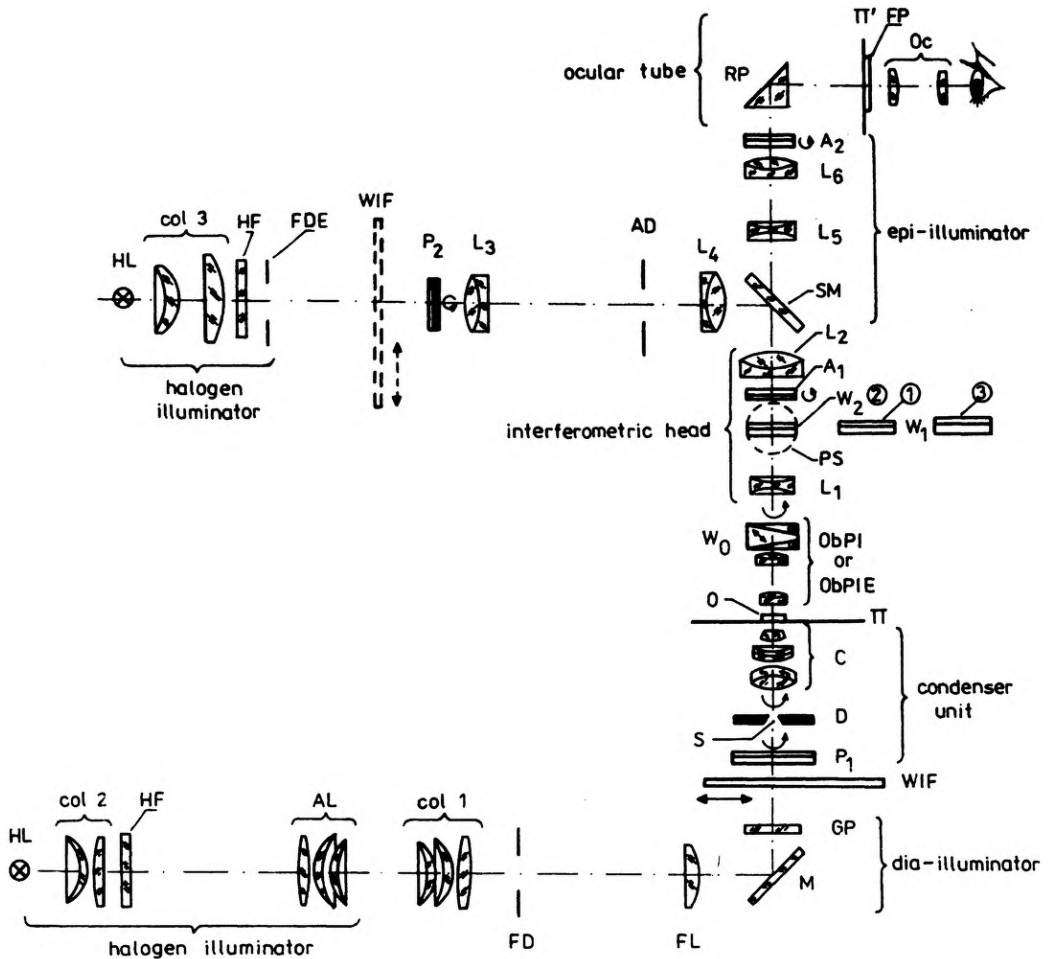 π' FP
Oc
ocular tube
RP
A2
L6
WIF
col 3
HF
FDE
P2
L3
AD
L4
L5
epi-illuminator
HL
SM
L2
halogen
illuminator
A1
W2 ② ① ③
W1
interferometric head
PS
L1
W0
ObPI
or
ObPIE
O
π
C
condenser
unit
D
S
P1
WIF
col 2
HF
AL
col 1
HL
GP
M
dia-illuminator
halogen illuminator
FD
FL